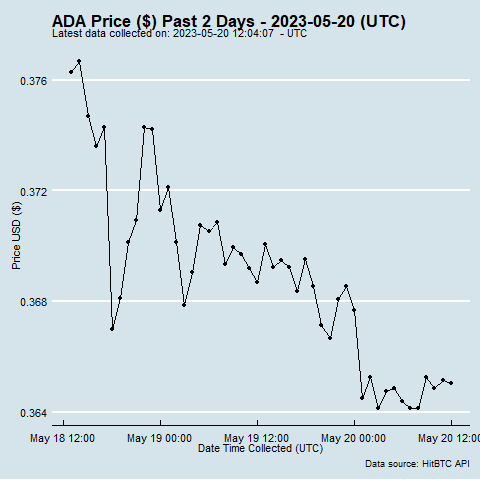 ADA Price ($) Past 2 Days - 2023-05-20 (UTC)
Latest data collected on: 2023-05-20 12:04:07 - UTC
0.376
0.372
0.368
0.364
Price USD ($)
May 18 12:00 May 19 00:00 May 19 12:00 May 20 00:00 May 20 12:00
Date Time Collected (UTC)
Data source: HitBTC API